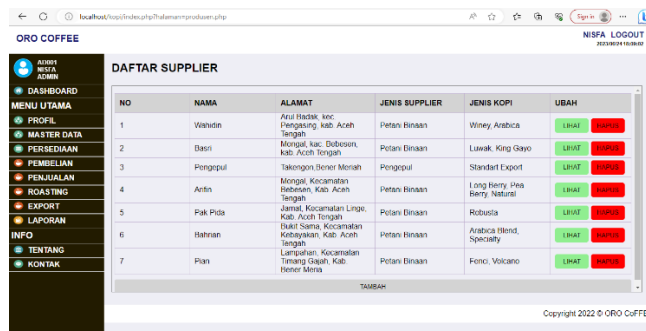 localhost/kopi/index.php?halaman=produsen.php
Sign in
ORO COFFEE
NISFA LOGOUT
AD001
NISFA
ADMIN
DASHBOARD
MENU UTAMA
PROFIL
MASTER DATA
PERSEDIAAN
PEMBELIAN
PENJUALAN
ROASTING
EXPORT
LAPORAN
INFO
TENTANG
KONTAK
DAFTAR SUPPLIER
NO NAMA ALAMAT JENIS SUPPLIER JENIS KOPI UBAH
1 Wahidin Arul Badak, kec. Pengasing, kab. Aceh Tengah Petani Binaan Winey, Arabica LIHAT HAPUS
2 Basri Mongal, kec. Bebesen, kab. Aceh Tengah Petani Binaan Luwak, King Gayo LIHAT HAPUS
3 Pengepul Takengon,Bener Meriah Pengepul Standart Export LIHAT HAPUS
4 Arifin Mongal, Kecamatan Bebesen, Kab. Aceh Tengah Petani Binaan Long Berry, Pea Berry, Natural LIHAT HAPUS
5 Pak Pida Jamat, Kecamatan Linge, Kab. Aceh Tengah Petani Binaan Robusta LIHAT HAPUS
6 Bahrian Bukit Sama, Kecamatan Kebayakan, Kab. Aceh Tengah Petani Binaan Arabica Blend, Specialty LIHAT HAPUS
7 Pian Lampahan, Kecamatan Timang Gajah, Kab. Bener Meria Petani Binaan Fonci, Volcano LIHAT HAPUS
TAMBAH
Copyright 2022 © ORO CoFFE